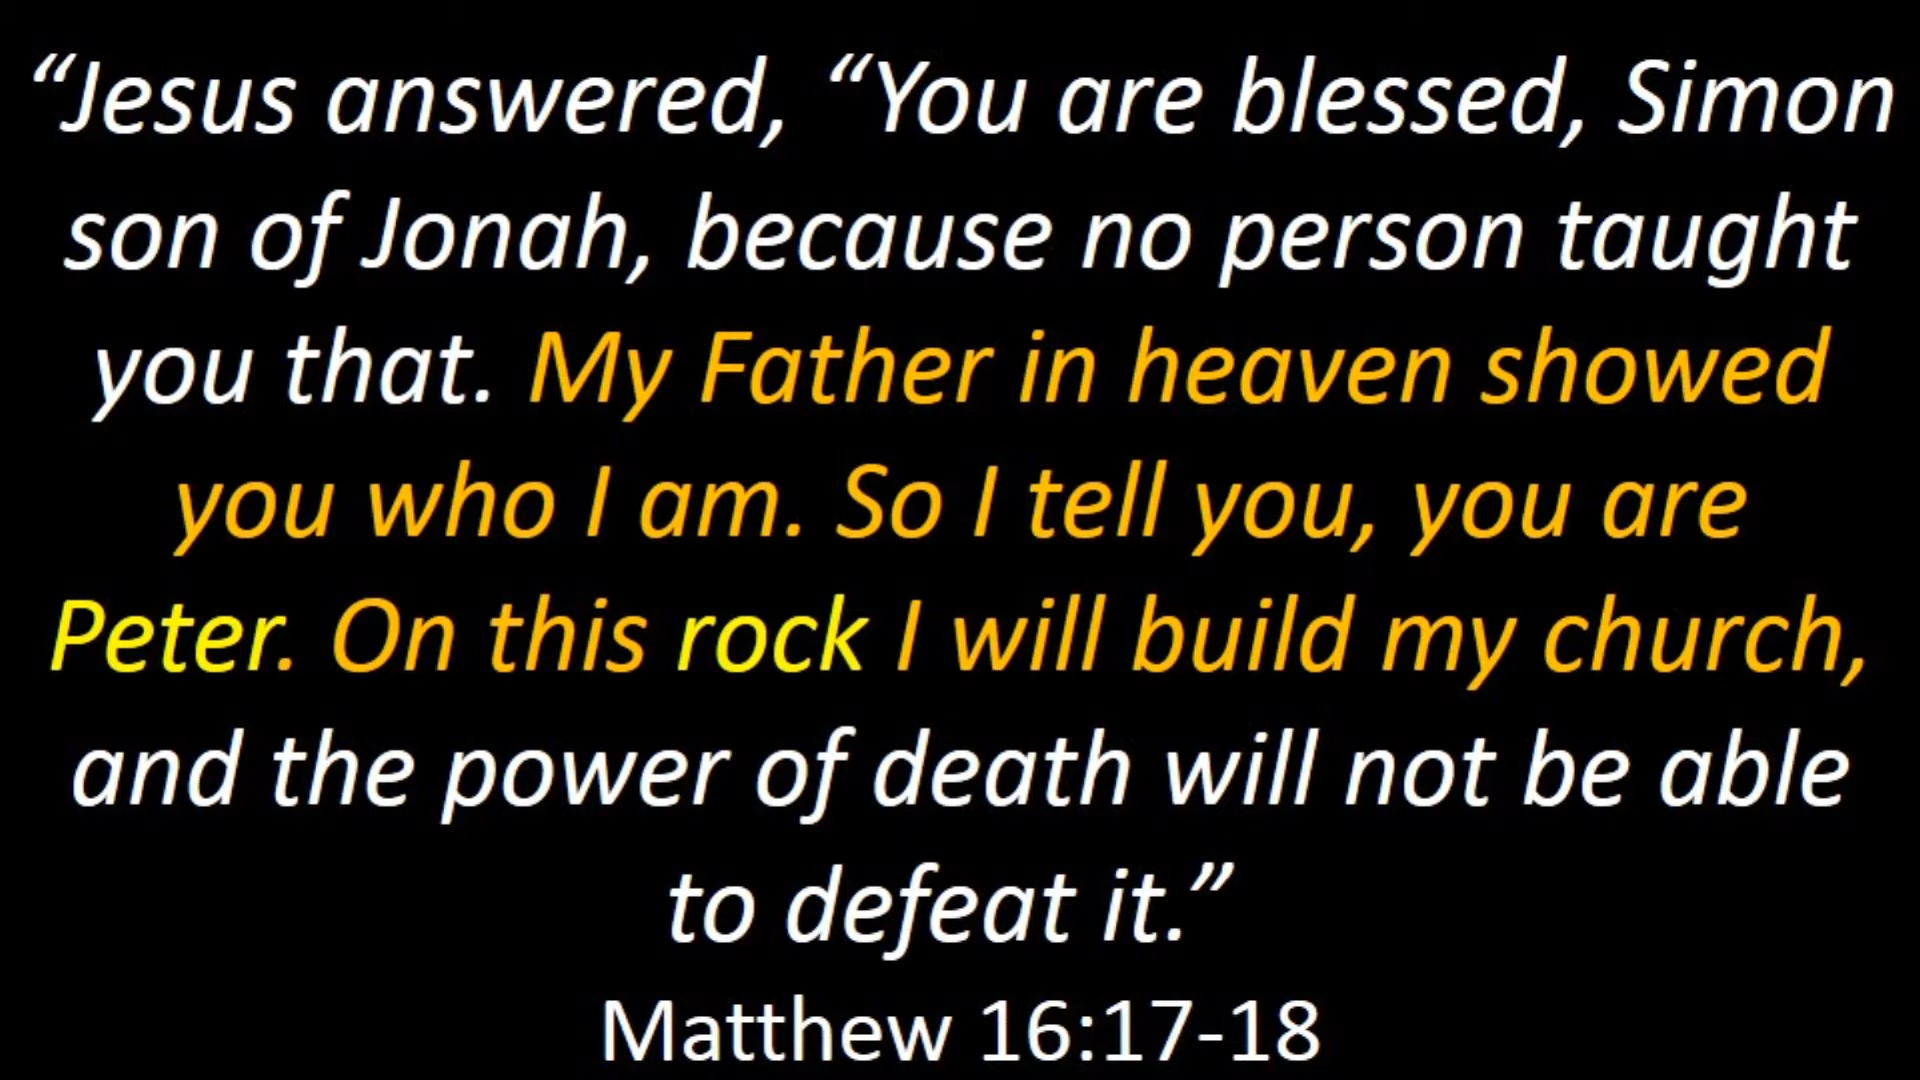 “Jesus answered, “You are blessed, Simon
son of Jonah, because no person taught
you that. My Father in heaven showed
you who I am. So I tell you, you are
Peter. On this rock I will build my church,
and the power of death will not be able
to defeat it.”
Matthew 16:17-18